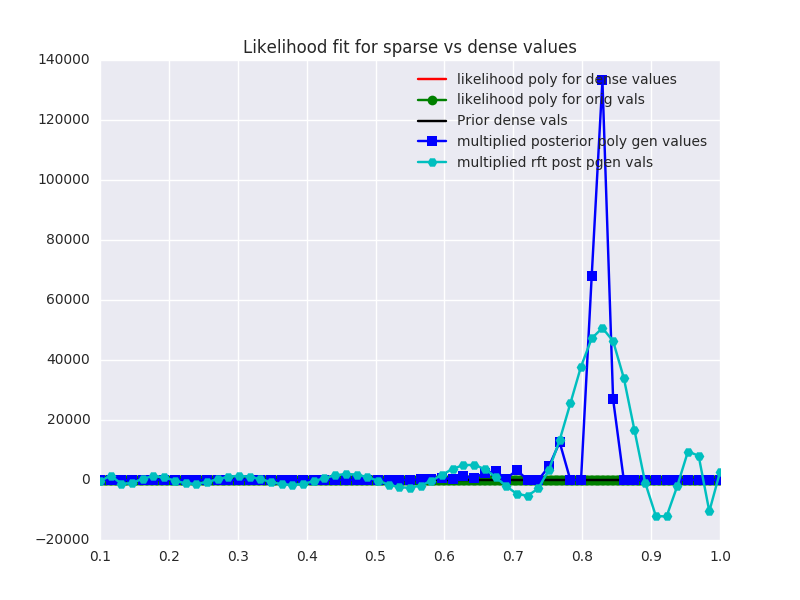 Likelihood fit for sparse vs dense values
140000
120000
100000
80000
60000
40000
20000
0
−20000
likelihood poly for dense values
likelihood poly for orig vals
Prior dense vals
multiplied posterior poly gen values
multiplied rft post pgen vals
0.1 0.2 0.3 0.4 0.5 0.6 0.7 0.8 0.9 1.0